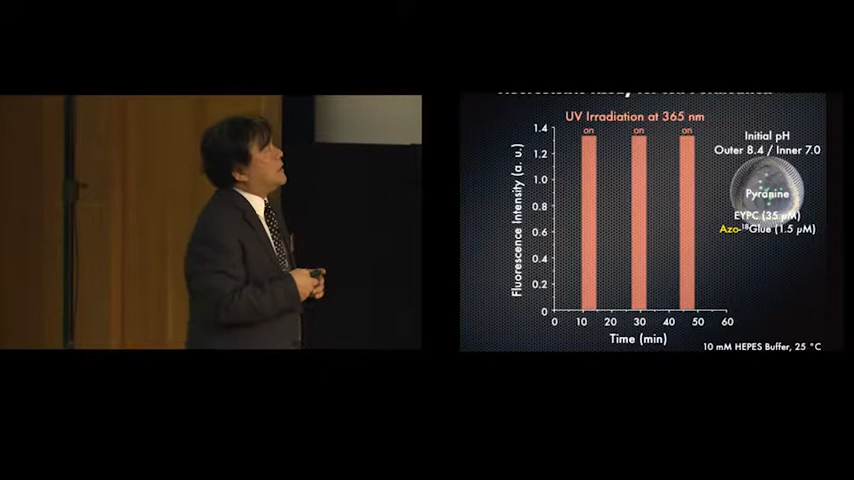 UV Irradiation at 365 nm
on on on
Initial pH
Outer 8.4 / Inner 7.0
Pyranine
EYPC (35 μM)
Azo-¹⁸Glue (1.5 μM)
Fluorescence Intensity (a. u.)
1.4
1.2
1.0
0.8
0.6
0.4
0.2
0
0 10 20 30 40 50 60
Time (min)
10 mM HEPES Buffer, 25 °C